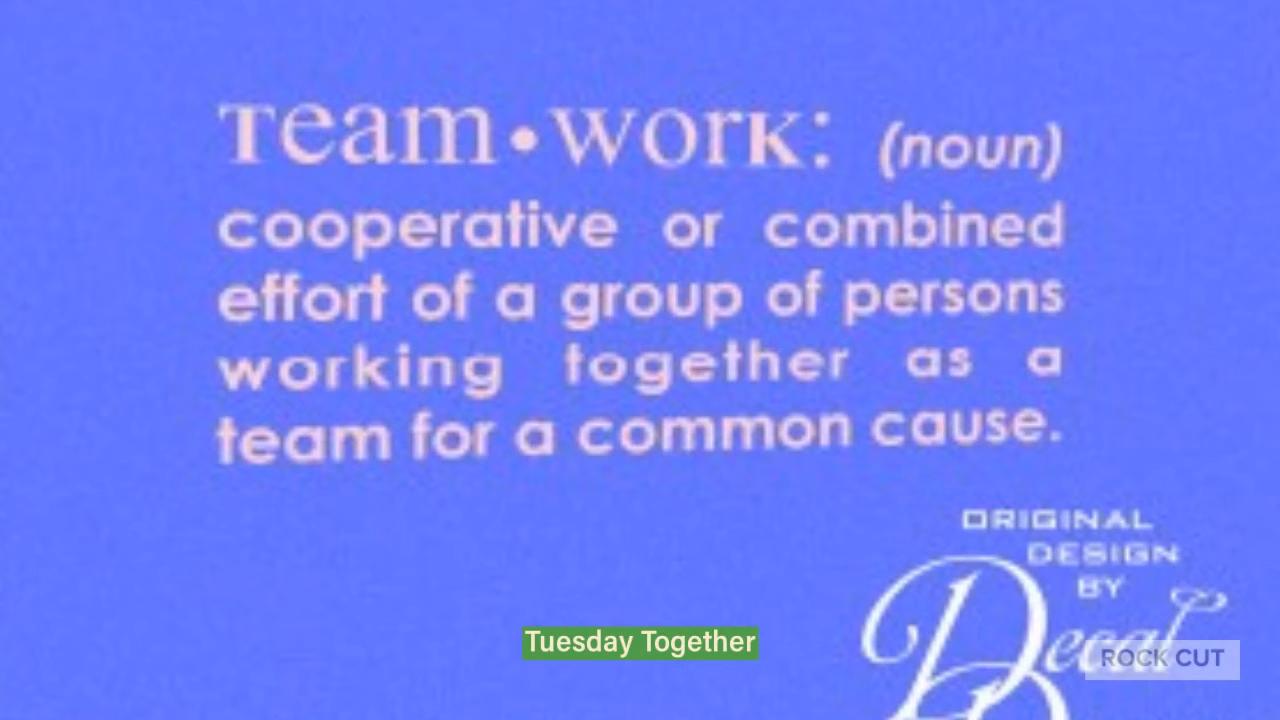 Team•work: (noun)
cooperative or combined
effort of a group of persons
working together as a
team for a common cause.
ORIGINAL
DESIGN
BY
Decal
Tuesday Together
ROCK CUT